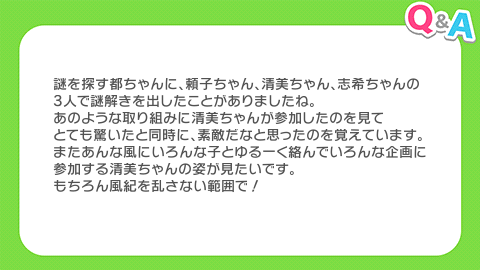 Q&A
謎を探す都ちゃんに、頼子ちゃん、清美ちゃん、志希ちゃんの
3人で謎解きを出したことがありましたね。
あのような取り組みに清美ちゃんが参加したのを見て
とても驚いたと同時に、素敵だなと思ったのを覚えています。
またあんな風にいろんな子とゆるーく絡んでいろんな企画に
参加する清美ちゃんの姿が見たいです。
もちろん風紀を乱さない範囲で！